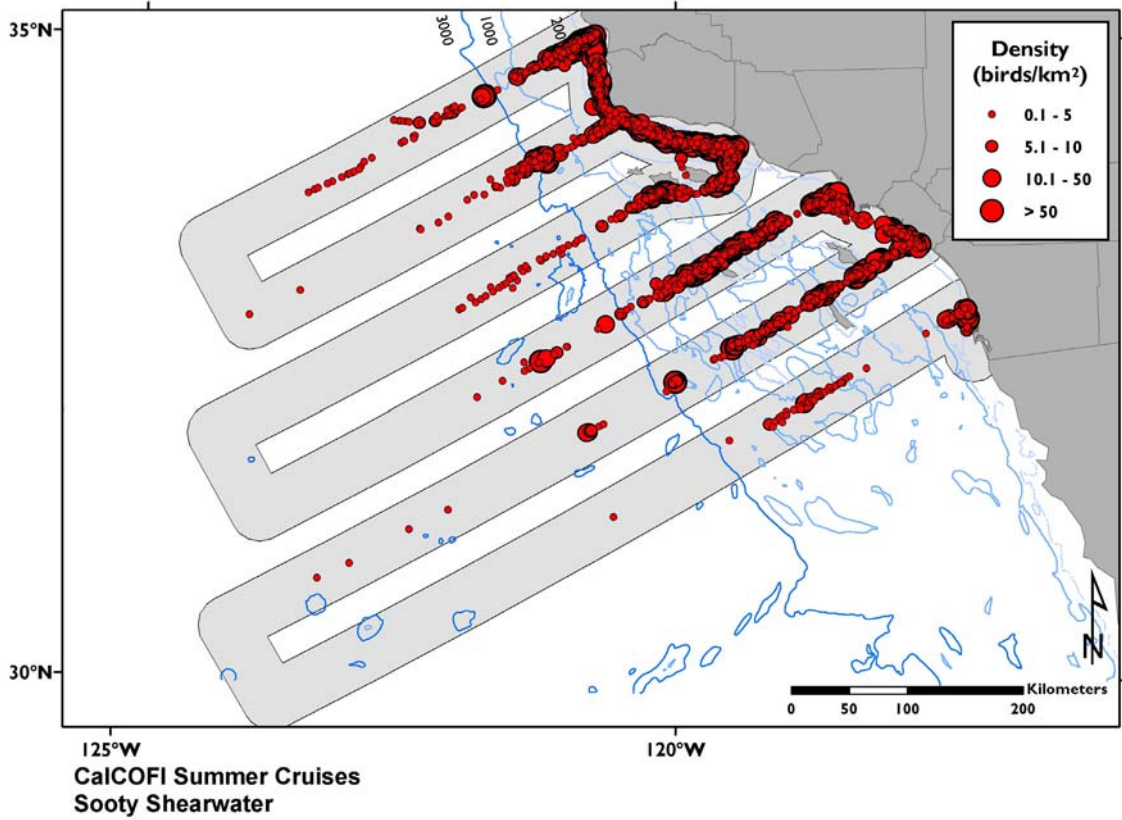 35°N
3000
1000
200
Density
(birds/km²)
0.1 - 5
5.1 - 10
10.1 - 50
> 50
30°N
N
Kilometers
0 50 100 200
125°W 120°W
CalCOFI Summer Cruises
Sooty Shearwater